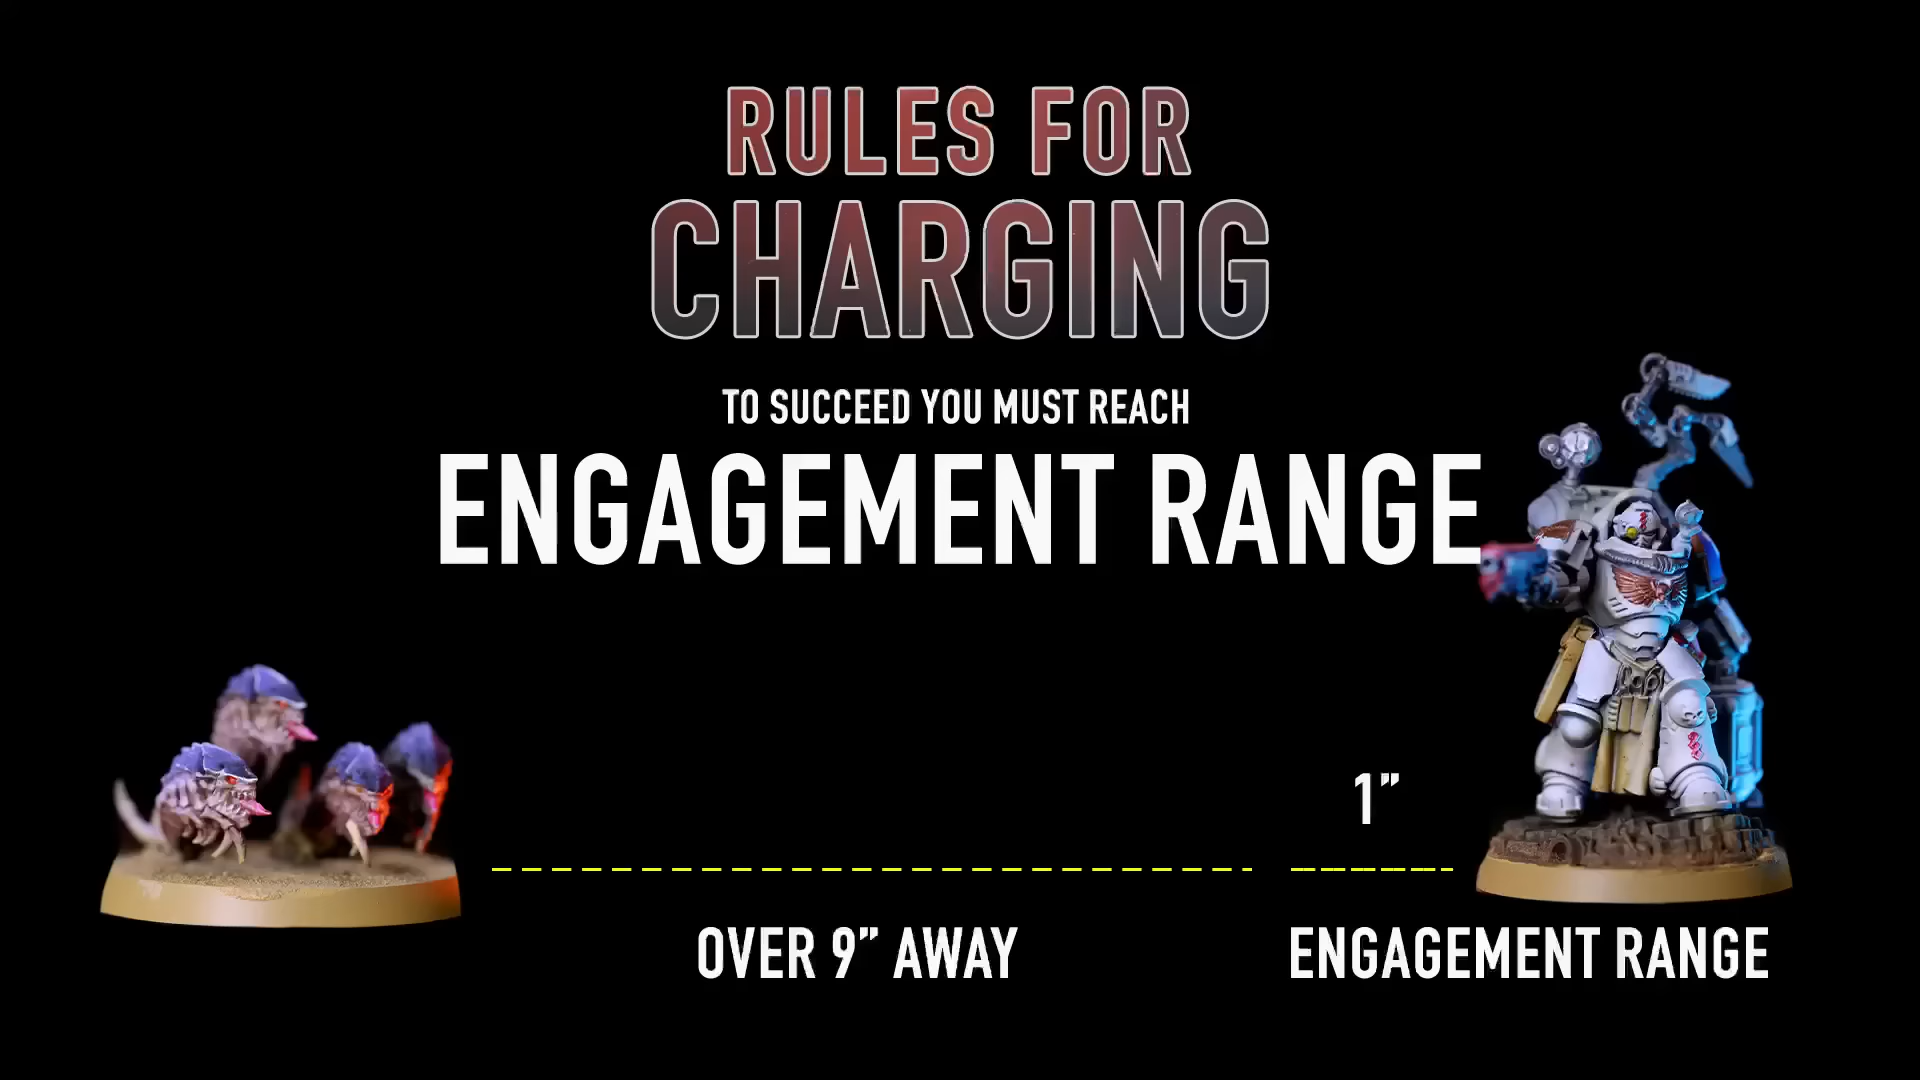 RULES FOR
CHARGING
TO SUCCEED YOU MUST REACH
ENGAGEMENT RANGE
1”
OVER 9” AWAY
ENGAGEMENT RANGE